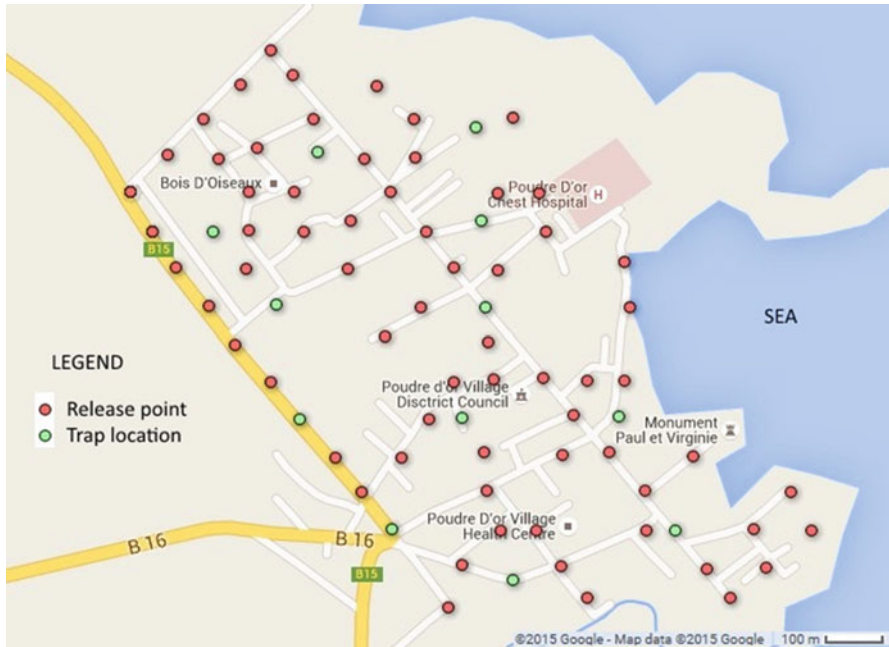 Bois D'Oiseaux
Poudre D'or
Chest Hospital
H
B15
SEA
LEGEND
Release point
Trap location
Poudre d'or Village
Disctrict Council
Monument
Paul et Virginie
Poudre D'or Village
Health Centre
B 16
B 16
B15
©2015 Google - Map data ©2015 Google
100 m